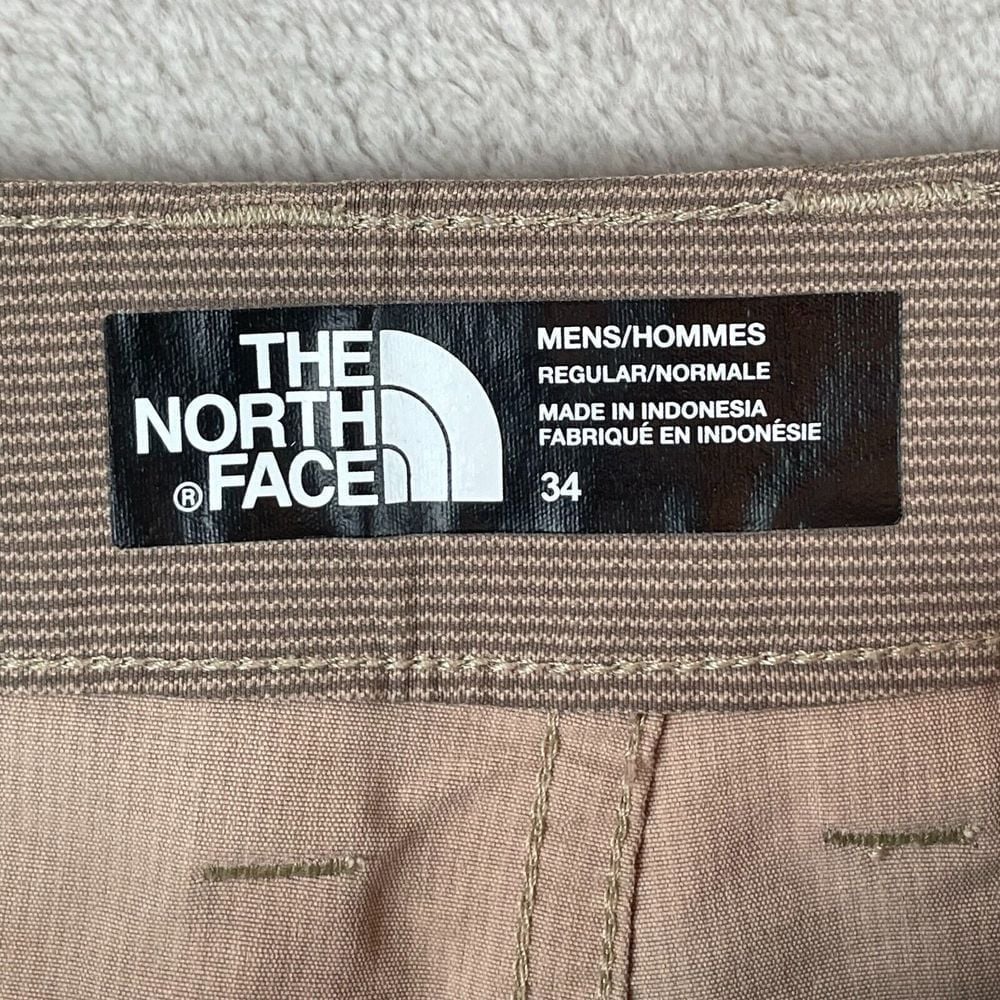 THE
NORTH
®FACE
MENS/HOMMES
REGULAR/NORMALE
MADE IN INDONESIA
FABRIQUÉ EN INDONÉSIE
34